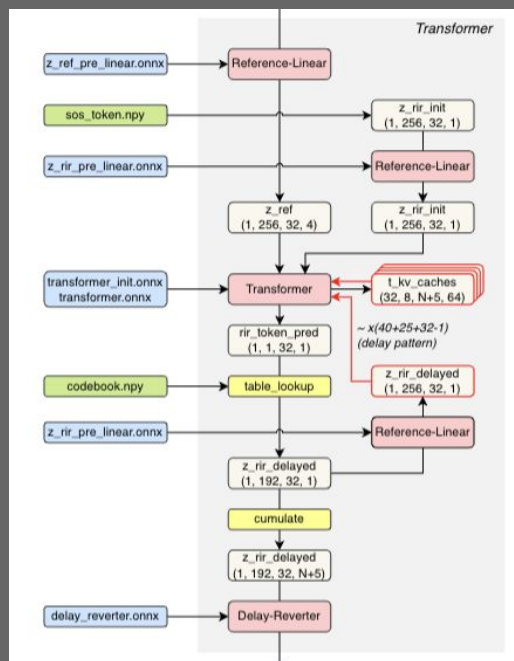 Transformer
z_ref_pre_linear.onnx
Reference-Linear
sos_token.npy
z_rir_init
(1, 256, 32, 1)
z_rir_pre_linear.onnx
Reference-Linear
z_ref
(1, 256, 32, 4)
z_rir_init
(1, 256, 32, 1)
transformer_init.onnx
transformer.onnx
Transformer
t_kv_caches
(32, 8, N+5, 64)
rir_token_pred
(1, 1, 32, 1)
~ x(40+25+32-1)
(delay pattern)
codebook.npy
table_lookup
z_rir_delayed
(1, 256, 32, 1)
z_rir_pre_linear.onnx
Reference-Linear
z_rir_delayed
(1, 192, 32, 1)
cumulate
z_rir_delayed
(1, 192, 32, N+5)
delay_reverter.onnx
Delay-Reverter